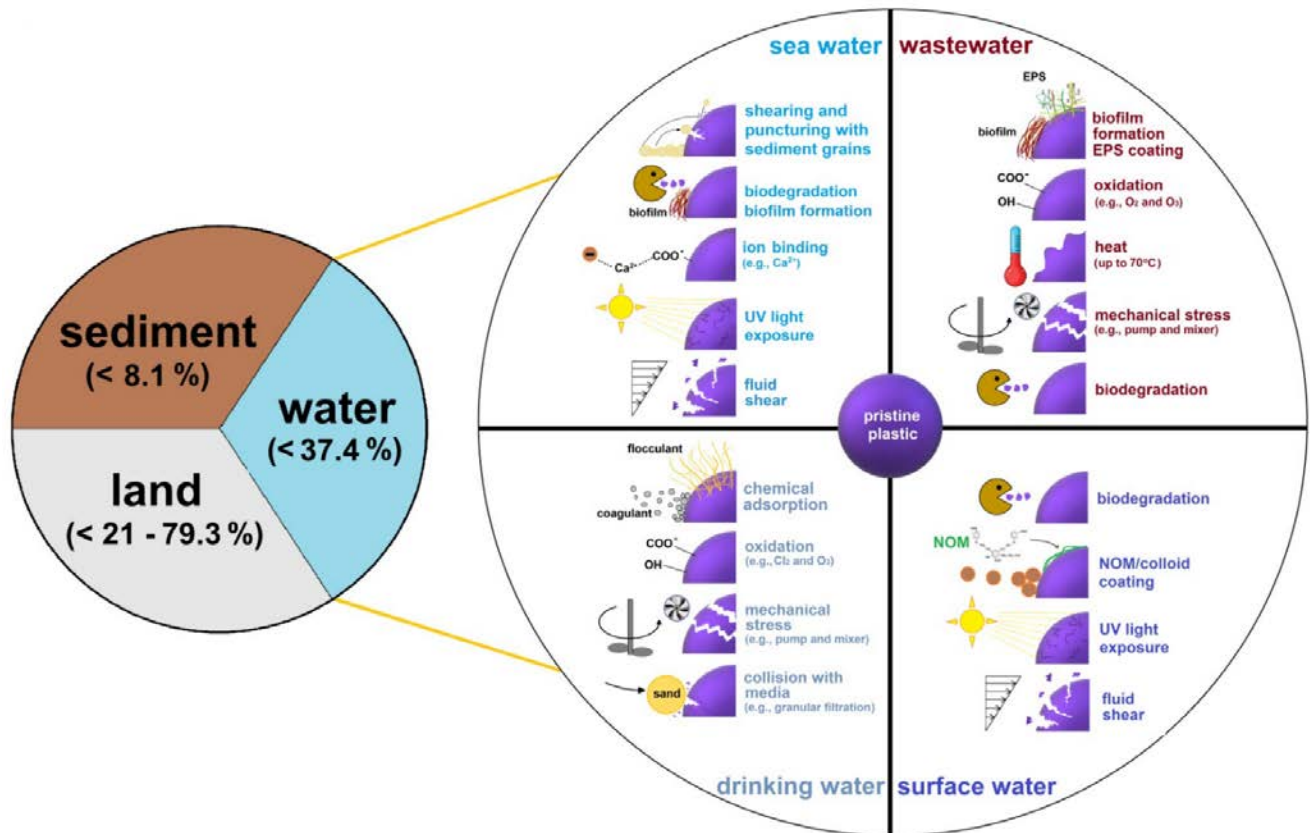 sediment
(< 8.1 %)
water
(< 37.4 %)
land
(< 21 - 79.3 %)
sea water
shearing and
puncturing with
sediment grains
biodegradation
biofilm formation
biofilm
ion binding
(e.g., Ca²⁺)
Ca²⁺
COO⁻
UV light
exposure
fluid
shear
wastewater
EPS
biofilm
biofilm
formation
EPS coating
COO⁻
OH
oxidation
(e.g., O₂ and O₃)
heat
(up to 70°C)
mechanical stress
(e.g., pump and mixer)
biodegradation
pristine
plastic
flocculant
coagulant
chemical
adsorption
COO⁻
OH
oxidation
(e.g., Cl₂ and O₃)
mechanical
stress
(e.g., pump and mixer)
sand
collision with
media
(e.g., granular filtration)
drinking water
biodegradation
NOM
NOM/colloid
coating
UV light
exposure
fluid
shear
surface water